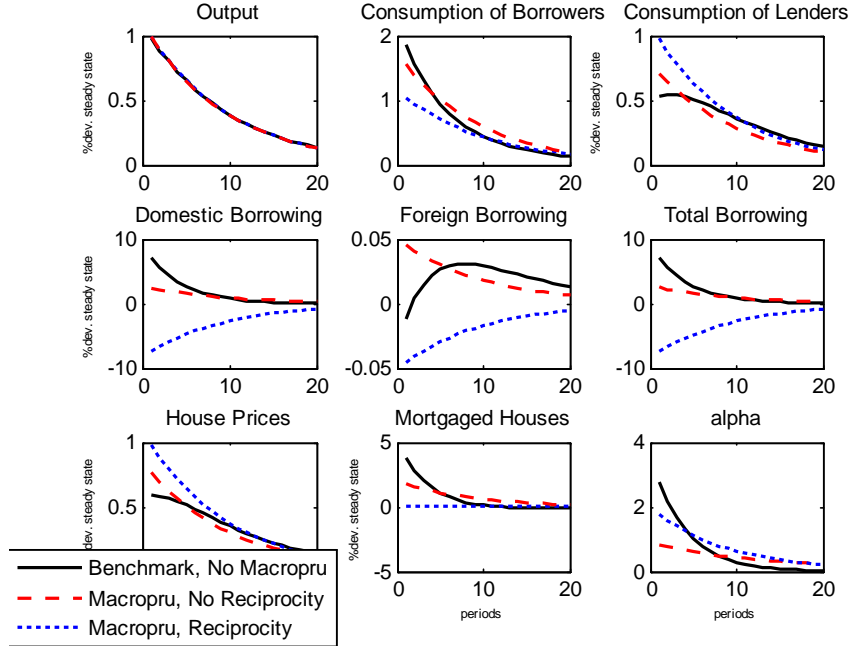 Output
Consumption of Borrowers
Consumption of Lenders
%dev. steady state
1
0.5
0
0
10
20
2
1
0
0
10
20
%dev. steady state
1
0.5
0
0
10
20
Domestic Borrowing
Foreign Borrowing
Total Borrowing
%dev. steady state
10
0
-10
0
10
20
0.05
0
-0.05
0
10
20
10
0
-10
0
10
20
House Prices
Mortgaged Houses
alpha
%dev. steady state
1
0.5
%dev. steady state
5
0
-5
0
10
20
periods
4
2
0
0
10
20
periods
Benchmark, No Macropru
Macropru, No Reciprocity
Macropru, Reciprocity